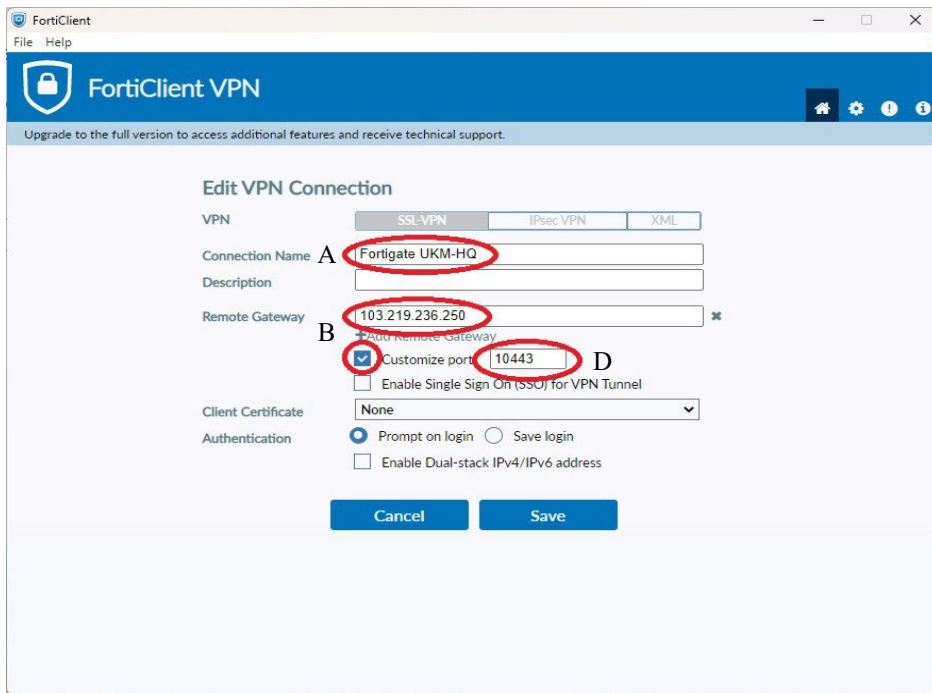 FortiClient
File Help
FortiClient VPN
Upgrade to the full version to access additional features and receive technical support.
Edit VPN Connection
VPN SSL-VPN IPsec VPN XML
Connection Name A Fortigate UKM-HQ
Description
Remote Gateway 103.219.236.250
B +Add Remote Gateway
Customize port 10443 D
Enable Single Sign On (SSO) for VPN Tunnel
Client Certificate None
Authentication Prompt on login Save login
Enable Dual-stack IPv4/IPv6 address
Cancel Save